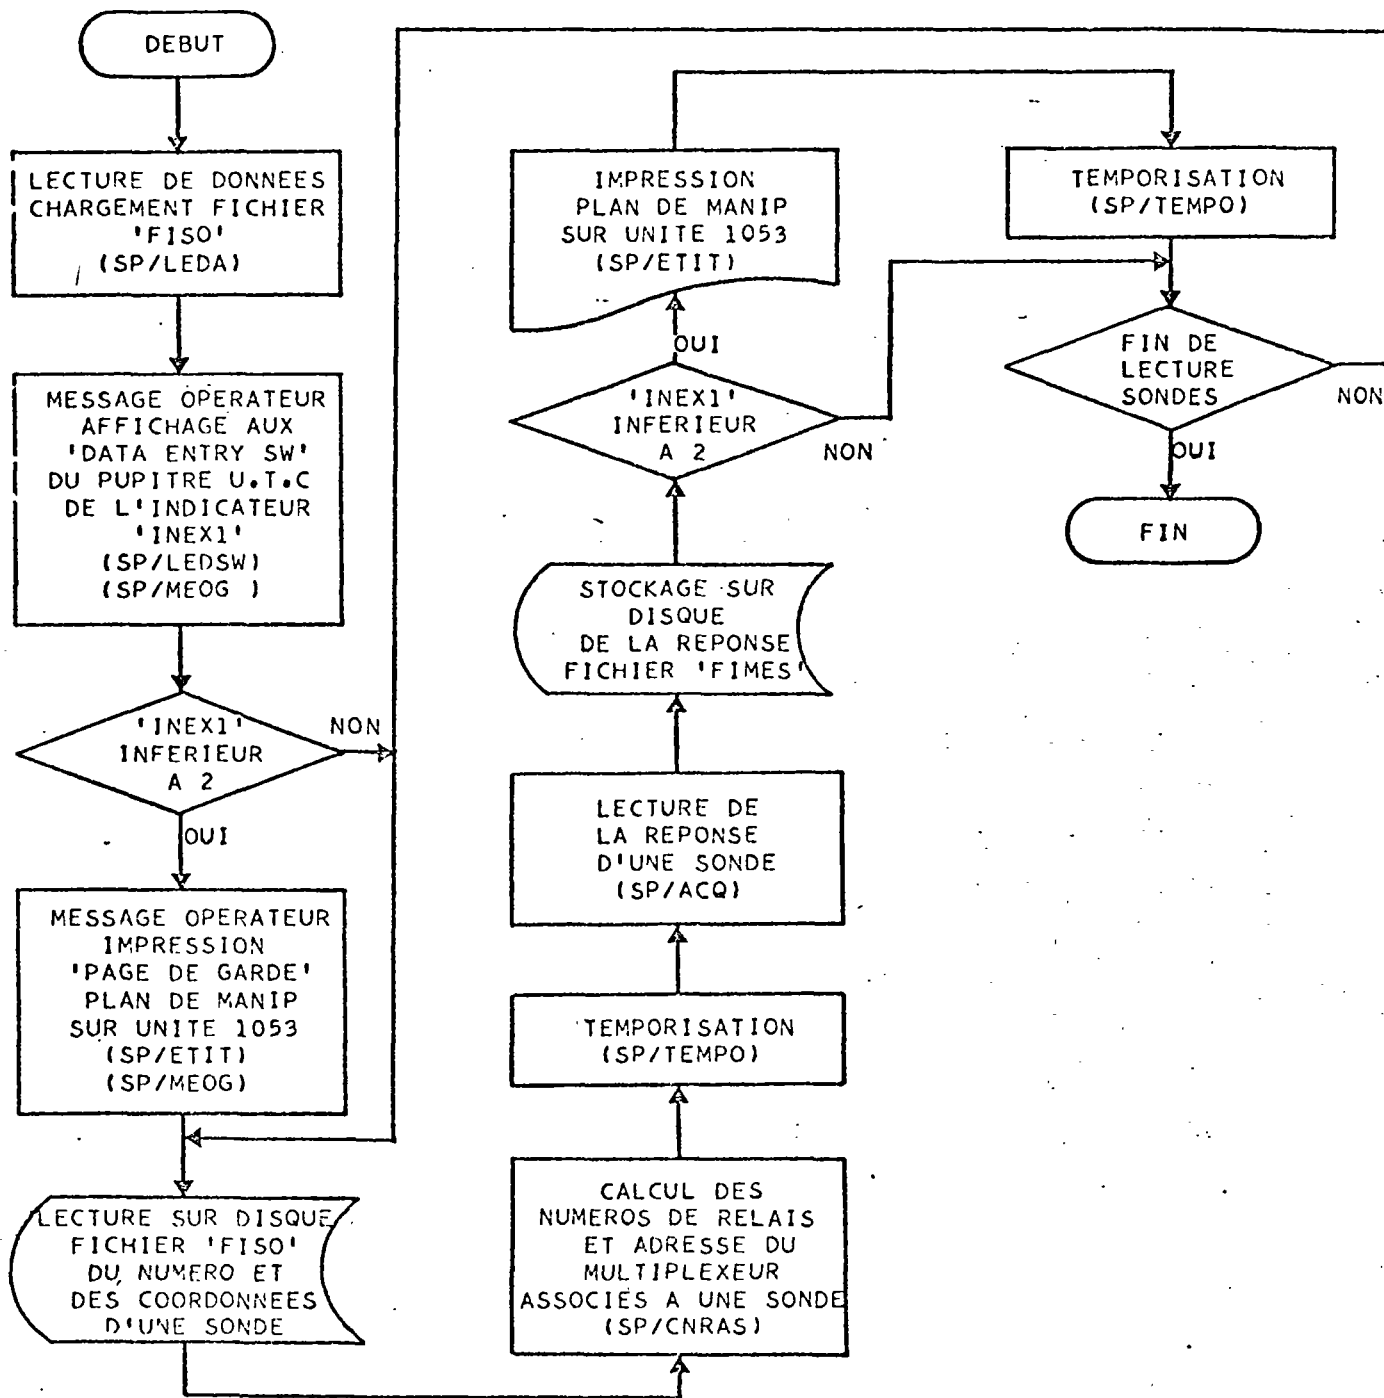 DEBUT
LECTURE DE DONNEES
CHARGEMENT FICHIER
'FISO'
(SP/LEDA)
MESSAGE OPERATEUR
AFFICHAGE AUX
'DATA ENTRY SW'
DU PUPITRE U.T.C
DE L'INDICATEUR
'INEX1'
(SP/LEDSW)
(SP/MEOG )
'INEX1'
INFERIEUR
A 2
NON
OUI
MESSAGE OPERATEUR
IMPRESSION
'PAGE DE GARDE'
PLAN DE MANIP
SUR UNITE 1053
(SP/ETIT)
(SP/MEOG)
LECTURE SUR DISQUE
FICHIER 'FISO'
DU NUMERO ET
DES COORDONNEES
D'UNE SONDE
IMPRESSION
PLAN DE MANIP
SUR UNITE 1053
(SP/ETIT)
OUI
'INEX1'
INFERIEUR
A 2
NON
STOCKAGE SUR
DISQUE
DE LA REPONSE
FICHIER 'FIMES'
LECTURE DE
LA REPONSE
D'UNE SONDE
(SP/ACQ)
TEMPORISATION
(SP/TEMPO)
CALCUL DES
NUMEROS DE RELAIS
ET ADRESSE DU
MULTIPLEXEUR
ASSOCIES A UNE SONDE
(SP/CNRAS)
TEMPORISATION
(SP/TEMPO)
FIN DE
LECTURE
SONDES
NON
OUI
FIN